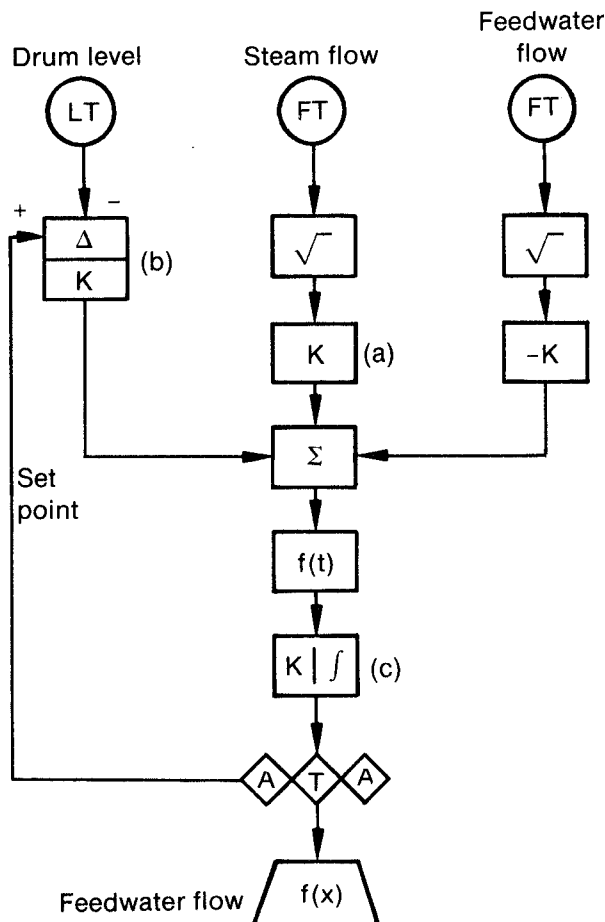 Drum level
Steam flow
Feedwater
flow
LT
FT
FT
+
−
Δ
K
(b)
√
√
K
(a)
−K
Σ
Set
point
f(t)
K | ∫
(c)
A
T
A
Feedwater flow
f(x)